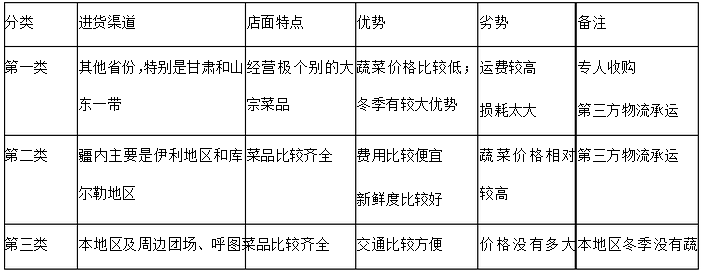 分类 进货渠道 店面特点 优势 劣势 备注
第一类 其他省份,特别是甘肃和山 经营极个别的大 蔬菜价格比较低； 运费较高 专人收购
东一带 宗菜品 冬季有较大优势 损耗太大 第三方物流承运
第二类 疆内主要是伊利地区和库 菜品比较齐全 费用比较便宜 蔬菜价格相对 第三方物流承运
尔勒地区 新鲜度比较好 较高
第三类 本地区及周边团场、呼图 菜品比较齐全 交通比较方便 价格没有多大 本地区冬季没有蔬